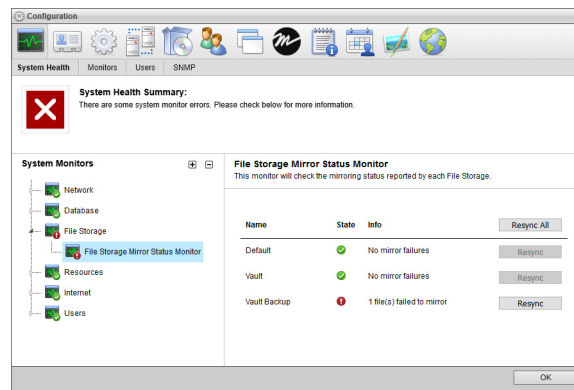 Configuration
System Health Monitors Users SNMP
System Health Summary:
There are some system monitor errors. Please check below for more information.
System Monitors
Network
Database
File Storage
File Storage Mirror Status Monitor
Resources
Internet
Users
File Storage Mirror Status Monitor
This monitor will check the mirroring status reported by each File Storage.
Name State Info Resync All
Default No mirror failures Resync
Vault No mirror failures Resync
Vault Backup 1 file(s) failed to mirror Resync
OK